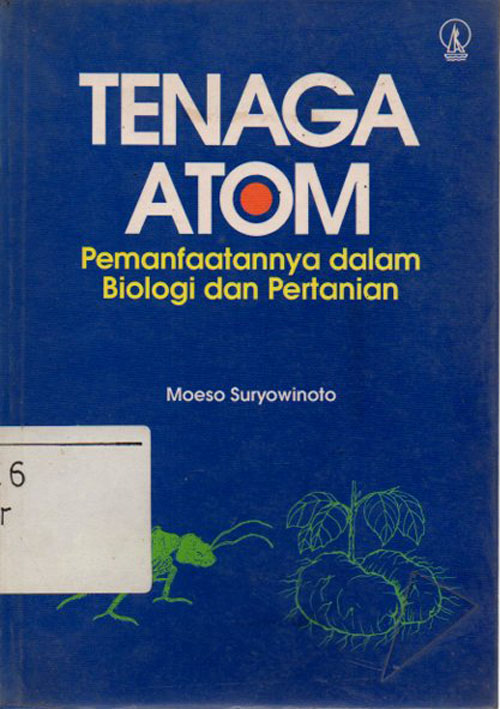 TENAGA
ATOM
Pemanfaatannya dalam
Biologi dan Pertanian
Moeso Suryowinoto
6
r